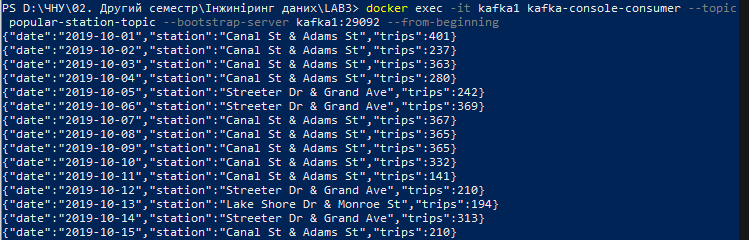 PS D:\ЧНУ\02. Другий семестр\Інжиніринг даних\LAB3> docker exec -it kafka1 kafka-console-consumer --topic
popular-station-topic --bootstrap-server kafka1:29092 --from-beginning
{"date":"2019-10-01","station":"Canal St & Adams St","trips":401}
{"date":"2019-10-02","station":"Canal St & Adams St","trips":237}
{"date":"2019-10-03","station":"Canal St & Adams St","trips":363}
{"date":"2019-10-04","station":"Canal St & Adams St","trips":280}
{"date":"2019-10-05","station":"Streeter Dr & Grand Ave","trips":242}
{"date":"2019-10-06","station":"Streeter Dr & Grand Ave","trips":369}
{"date":"2019-10-07","station":"Canal St & Adams St","trips":367}
{"date":"2019-10-08","station":"Canal St & Adams St","trips":365}
{"date":"2019-10-09","station":"Canal St & Adams St","trips":365}
{"date":"2019-10-10","station":"Canal St & Adams St","trips":332}
{"date":"2019-10-11","station":"Canal St & Adams St","trips":141}
{"date":"2019-10-12","station":"Streeter Dr & Grand Ave","trips":210}
{"date":"2019-10-13","station":"Lake Shore Dr & Monroe St","trips":194}
{"date":"2019-10-14","station":"Streeter Dr & Grand Ave","trips":313}
{"date":"2019-10-15","station":"Canal St & Adams St","trips":210}